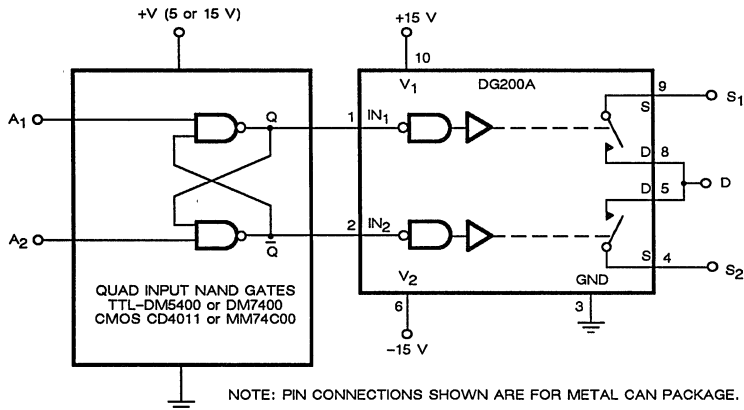 +V (5 or 15 V)
+15 V
10
V1
DG200A
9
S1
S
A1
Q
1
IN1
D
8
D
D
5
A2
Q̅
2
IN2
S
4
S2
V2
GND
6
3
QUAD INPUT NAND GATES
TTL-DM5400 or DM7400
CMOS CD4011 or MM74C00
-15 V
NOTE: PIN CONNECTIONS SHOWN ARE FOR METAL CAN PACKAGE.